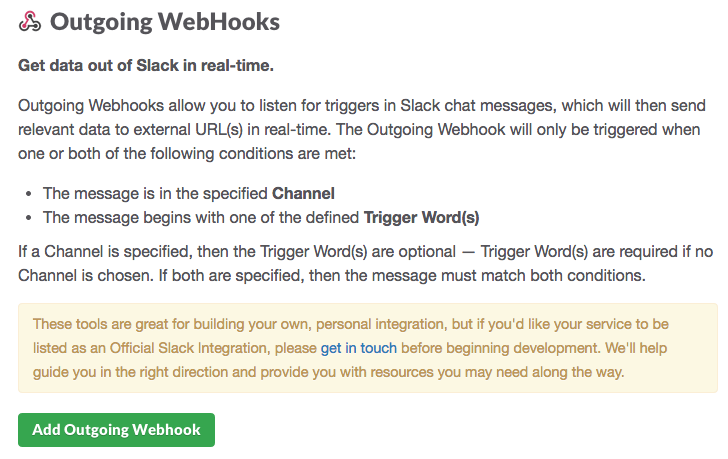 Outgoing WebHooks
Get data out of Slack in real-time.
Outgoing Webhooks allow you to listen for triggers in Slack chat messages, which will then send
relevant data to external URL(s) in real-time. The Outgoing Webhook will only be triggered when
one or both of the following conditions are met:
• The message is in the specified Channel
• The message begins with one of the defined Trigger Word(s)
If a Channel is specified, then the Trigger Word(s) are optional — Trigger Word(s) are required if no
Channel is chosen. If both are specified, then the message must match both conditions.
These tools are great for building your own, personal integration, but if you'd like your service to be
listed as an Official Slack Integration, please get in touch before beginning development. We'll help
guide you in the right direction and provide you with resources you may need along the way.
Add Outgoing Webhook